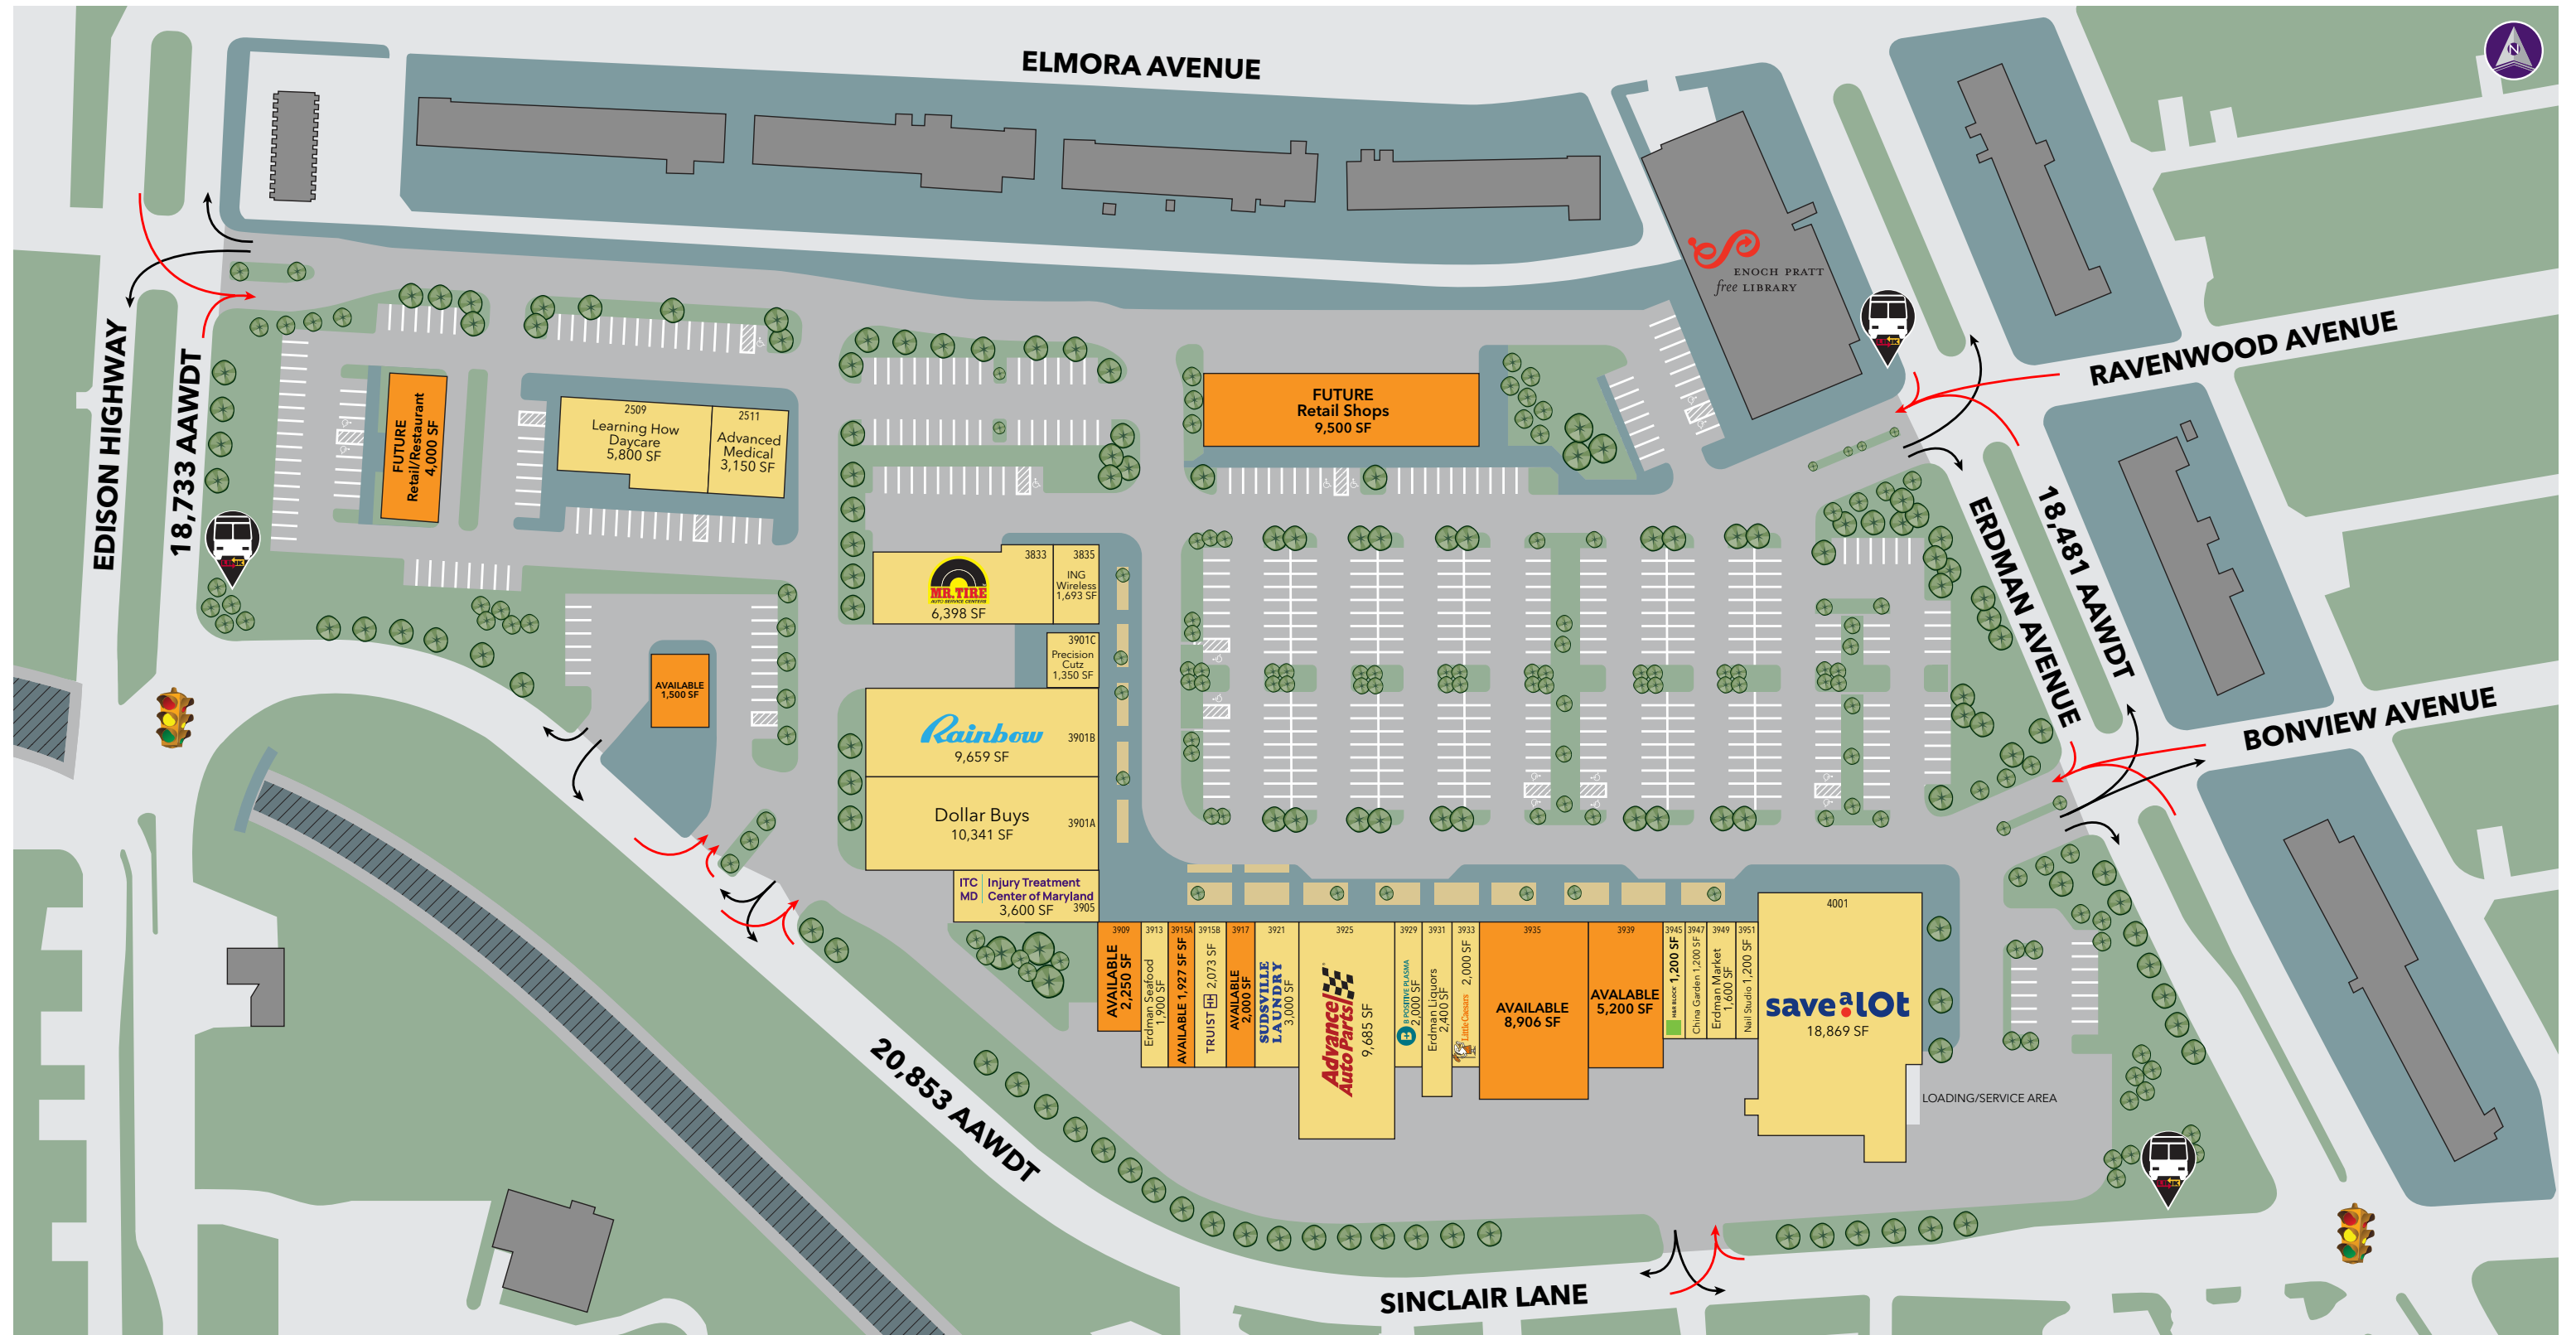 ELMORA AVENUE
N
ENOCH PRATT
free LIBRARY
EDISON HIGHWAY
18,733 AAWDT
RAVENWOOD AVENUE
ERDMAN AVENUE
18,481 AAWDT
BONVIEW AVENUE
FUTURE
Retail/Restaurant
4,000 SF
2509
Learning How
Daycare
5,800 SF
2511
Advanced
Medical
3,150 SF
FUTURE
Retail Shops
9,500 SF
3833
MR. TIRE
AUTO SERVICE CENTERS
6,398 SF
3835
ING
Wireless
1,693 SF
3901C
Precision
Cutz
1,350 SF
AVAILABLE
1,500 SF
Rainbow
9,659 SF
3901B
Dollar Buys
10,341 SF
3901A
ITC
MD
Injury Treatment
Center of Maryland
3,600 SF
3905
3909
AVAILABLE
2,250 SF
3913
Erdman Seafood
1,900 SF
3915A
AVAILABLE 1,927 SF SF
3915B
TRUIST 2,073 SF
3917
AVAILABLE
2,000 SF
3921
SUDSVILLE
LAUNDRY
3,000 SF
3925
Advance
Auto Parts
9,685 SF
3929
B POSITIVE PLASMA
2,000 SF
3931
Erdman Liquors
2,400 SF
3933
Little Caesars 2,000 SF
3935
AVAILABLE
8,906 SF
3939
AVALABLE
5,200 SF
3945
H&R BLOCK 1,200 SF
3947
China Garden 1,200 SF
3949
Erdman Market
1,600 SF
3951
Nail Studio 1,200 SF
4001
save a lot
18,869 SF
LOADING/SERVICE AREA
20,853 AAWDT
SINCLAIR LANE
LINK
LINK
LINK